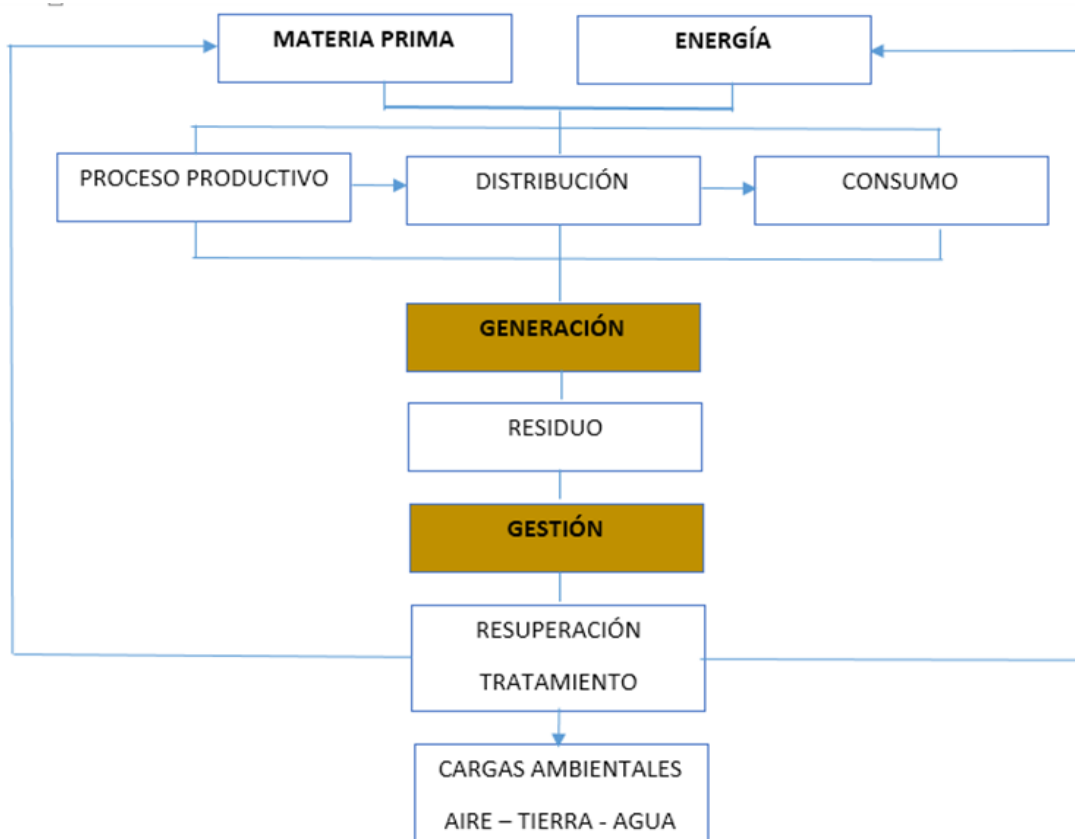 MATERIA PRIMA
ENERGÍA
PROCESO PRODUCTIVO
DISTRIBUCIÓN
CONSUMO
GENERACIÓN
RESIDUO
GESTIÓN
RESUPERACIÓN
TRATAMIENTO
CARGAS AMBIENTALES
AIRE – TIERRA - AGUA